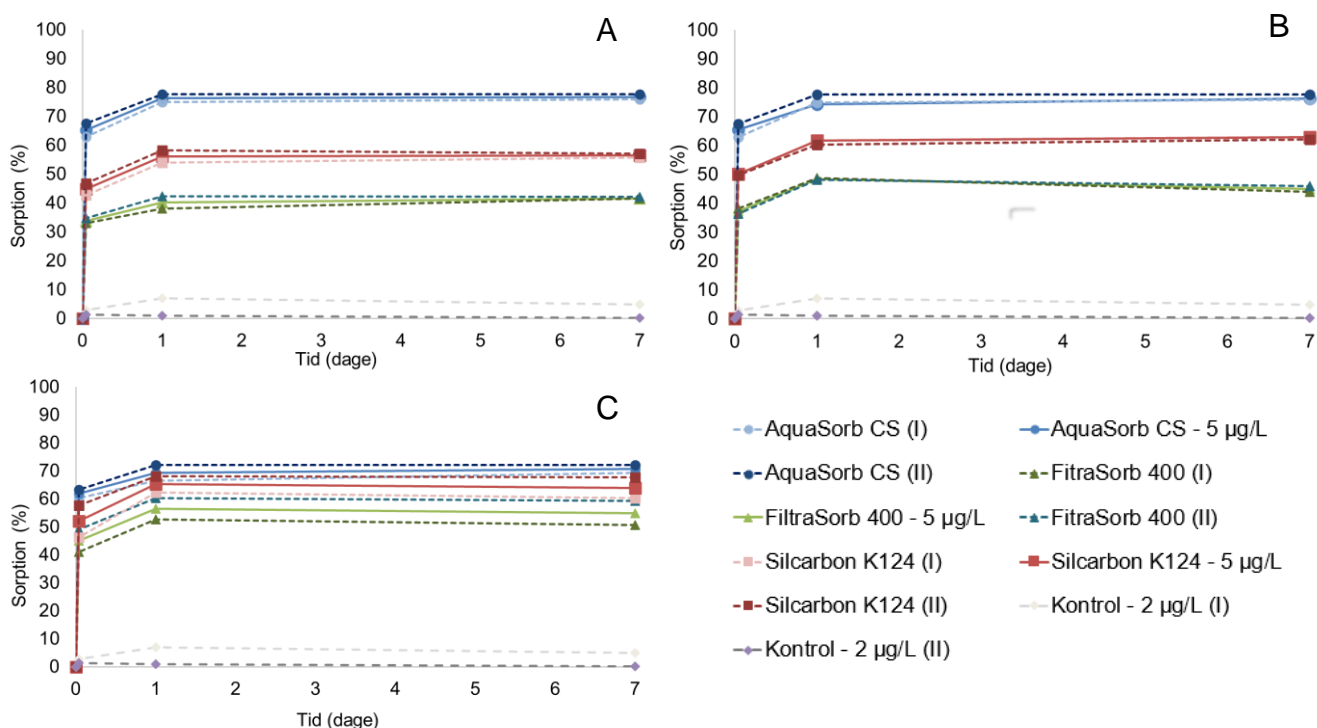 A
100
90
80
70
60
50
40
30
20
10
0
Sorption (%)
0 1 2 3 4 5 6 7
Tid (dage)
B
100
90
80
70
60
50
40
30
20
10
0
Sorption (%)
0 1 2 3 4 5 6 7
Tid (dage)
C
100
90
80
70
60
50
40
30
20
10
0
Sorption (%)
0 1 2 3 4 5 6 7
Tid (dage)
AquaSorb CS (I)
AquaSorb CS - 5 µg/L
AquaSorb CS (II)
FitraSorb 400 (I)
FiltraSorb 400 - 5 µg/L
FitraSorb 400 (II)
Silcarbon K124 (I)
Silcarbon K124 - 5 µg/L
Silcarbon K124 (II)
Kontrol - 2 µg/L (I)
Kontrol - 2 µg/L (II)